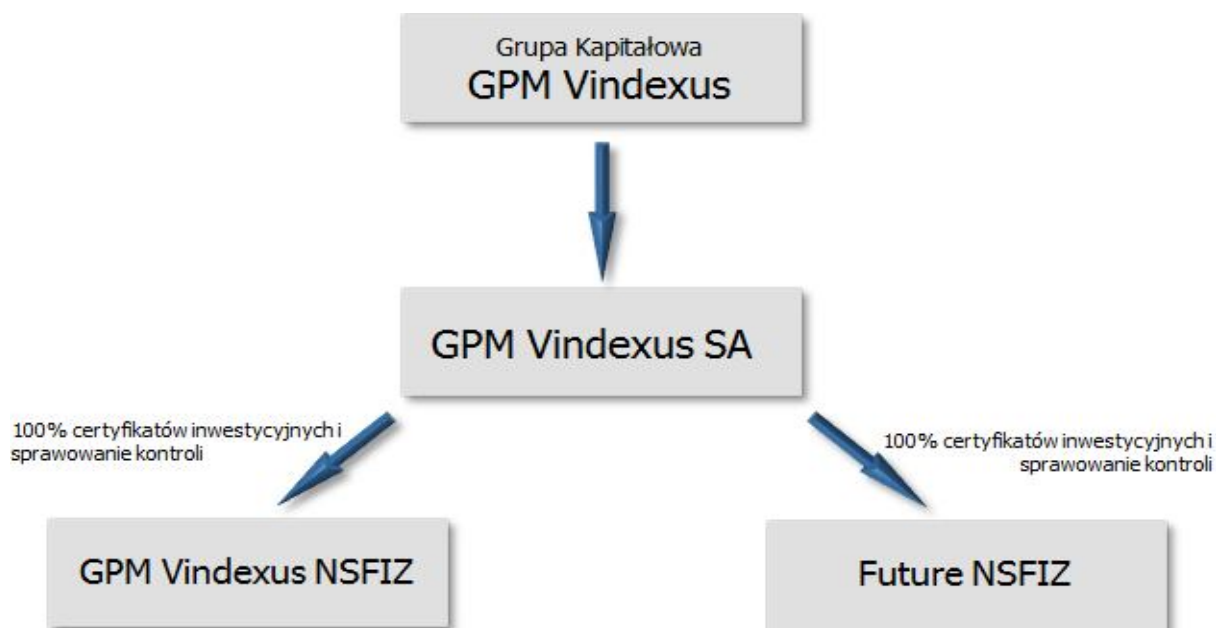 Grupa Kapitałowa
GPM Vindexus
GPM Vindexus SA
100% certyfikatów inwestycyjnych i
sprawowanie kontroli
100% certyfikatów inwestycyjnych i
sprawowanie kontroli
GPM Vindexus NSFIZ
Future NSFIZ